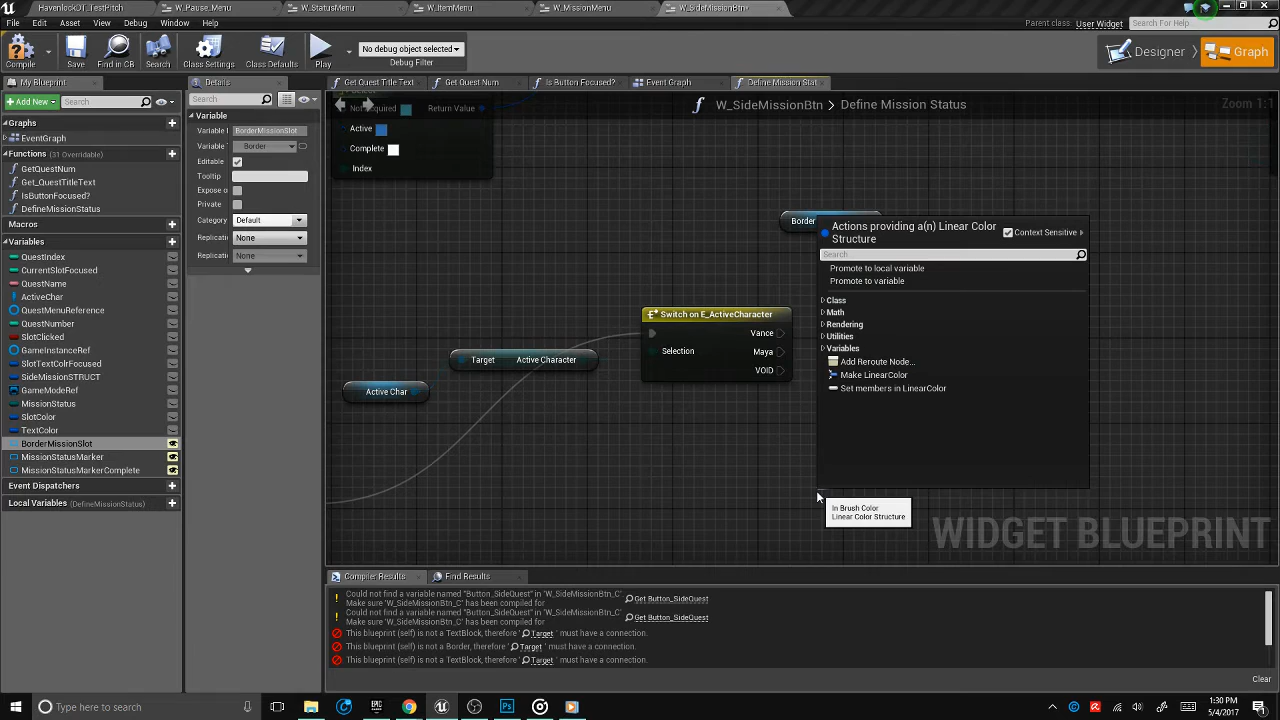 HavenlockDT_TestPitch
W_Pause.Menu
W_StatusMenu
W_ItemMenu
W_MissionMenu
W_SideMissionBtn*
File Edit Asset View Debug Window Help
Parent class: User Widget
Search For Help
Compile Save Find in CB Search Class Settings Class Defaults Play
No debug object selected
Debug Filter
Designer
Graph
My Blueprint
Details
Get Quest Title Text
Get Quest Num
Is Button Focused?
Event Graph
Define Mission Stat
Add New
Search
Search
W_SideMissionBtn > Define Mission Status
Zoom 1:1
Graphs
EventGraph
Functions (31 Overridable)
GetQuestNum
Get_QuestTitleText
IsButtonFocused?
DefineMissionStatus
Macros
Variables
QuestIndex
CurrentSlotFocused
QuestName
ActiveChar
QuestMenuReference
QuestNumber
SlotClicked
GameInstanceRef
SlotTextColrFocused
SideMissionSTRUCT
GameModeRef
MissionStatus
SlotColor
TextColor
BorderMissionSlot
MissionStatusMarker
MissionStatusMarkerComplete
Event Dispatchers
Local Variables (DefineMissionStatus)
Variable
Variable BorderMissionSlot
Variable Border
Editable
Tooltip
Expose o
Private
Category Default
Replicatio None
Replicatio None
Not Acquired
Return Value
Active
Complete
Index
Target Active Character
Active Char
Switch on E_ActiveCharacter
Vance
Selection
Maya
VOID
Border
Actions providing a(n) Linear Color
Structure
Context Sensitive
Search
Promote to local variable
Promote to variable
Class
Math
Rendering
Utilities
Variables
Add Reroute Node...
Make LinearColor
Set members in LinearColor
In Brush Color
Linear Color Structure
WIDGET BLUEPRINT
Compiler Results
Find Results
Could not find a variable named "Button_SideQuest" in 'W_SideMissionBtn_C'
Make sure 'W_SideMissionBtn_C' has been compiled for
Get Button_SideQuest
Could not find a variable named "Button_SideQuest" in 'W_SideMissionBtn_C'
Make sure 'W_SideMissionBtn_C' has been compiled for
Get Button_SideQuest
This blueprint (self) is not a TextBlock, therefore ' Target ' must have a connection.
This blueprint (self) is not a Border, therefore ' Target ' must have a connection.
This blueprint (self) is not a TextBlock, therefore ' Target ' must have a connection.
Clear
Type here to search
1:30 PM
5/4/2017